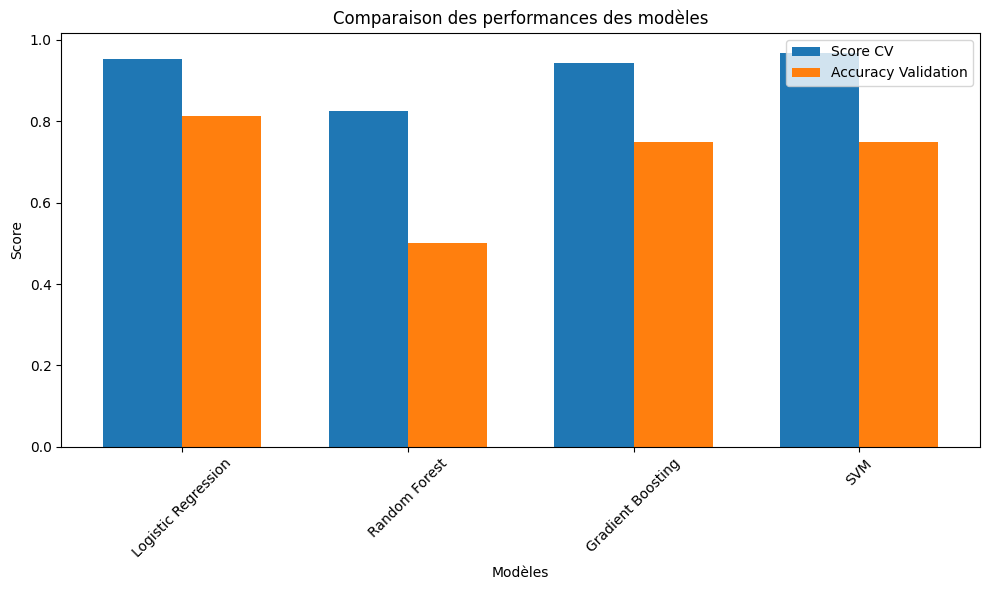 Comparaison des performances des modèles
Score CV
Accuracy Validation
1.0
0.8
0.6
0.4
0.2
0.0
Score
Logistic Regression
Random Forest
Gradient Boosting
SVM
Modèles